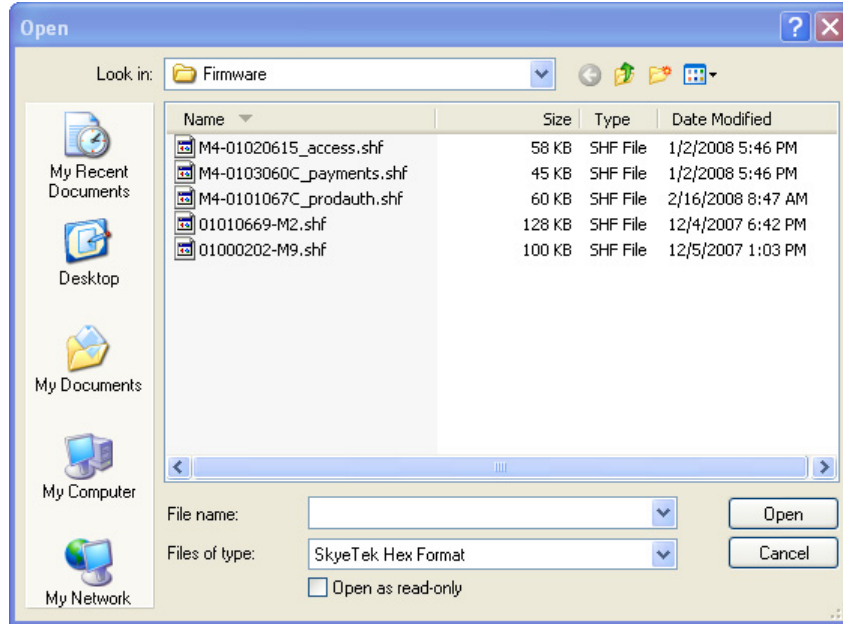 Open
Look in: Firmware
My Recent
Documents
Desktop
My Documents
My Computer
My Network
Name Size Type Date Modified
M4-01020615_access.shf 58 KB SHF File 1/2/2008 5:46 PM
M4-0103060C_payments.shf 45 KB SHF File 1/2/2008 5:46 PM
M4-0101067C_prodauth.shf 60 KB SHF File 2/16/2008 8:47 AM
01010669-M2.shf 128 KB SHF File 12/4/2007 6:42 PM
01000202-M9.shf 100 KB SHF File 12/5/2007 1:03 PM
File name: Open
Files of type: SkyeTek Hex Format Cancel
Open as read-only